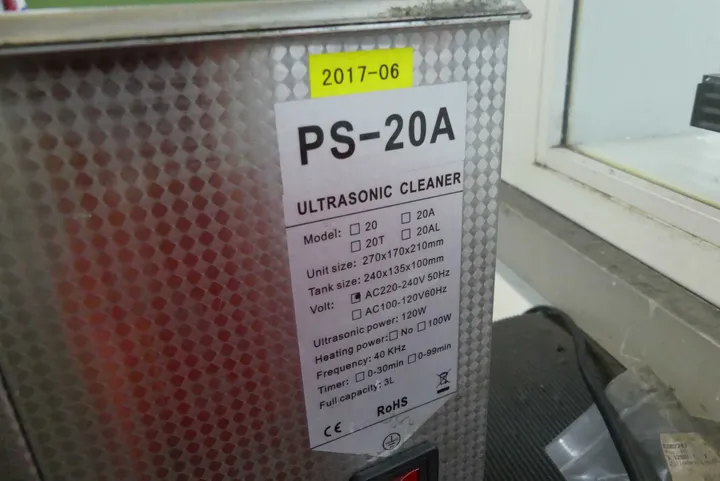 2017-06
PS-20A
ULTRASONIC CLEANER
Model: □ 20 □ 20A
□ 20T □ 20AL
Unit size: 270x170x210mm
Tank size: 240x135x100mm
Volt: ☑ AC220-240V 50Hz
□ AC100-120V60Hz
Ultrasonic power: 120W
Heating power: □ No □ 100W
Frequency: 40 KHz
Timer: □ 0-30min □ 0-99min
Full capacity: 3L
CE RoHS